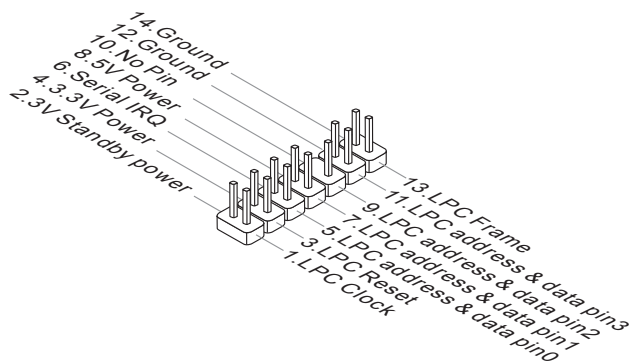 14.Ground
12.Ground
10.No Pin
8.5V Power
6.Serial IRQ
4.3.3V Power
2.3V Standby power
13.LPC Frame
11.LPC address & data pin3
9.LPC address & data pin2
7.LPC address & data pin1
5.LPC address & data pin0
3.LPC Reset
1.LPC Clock